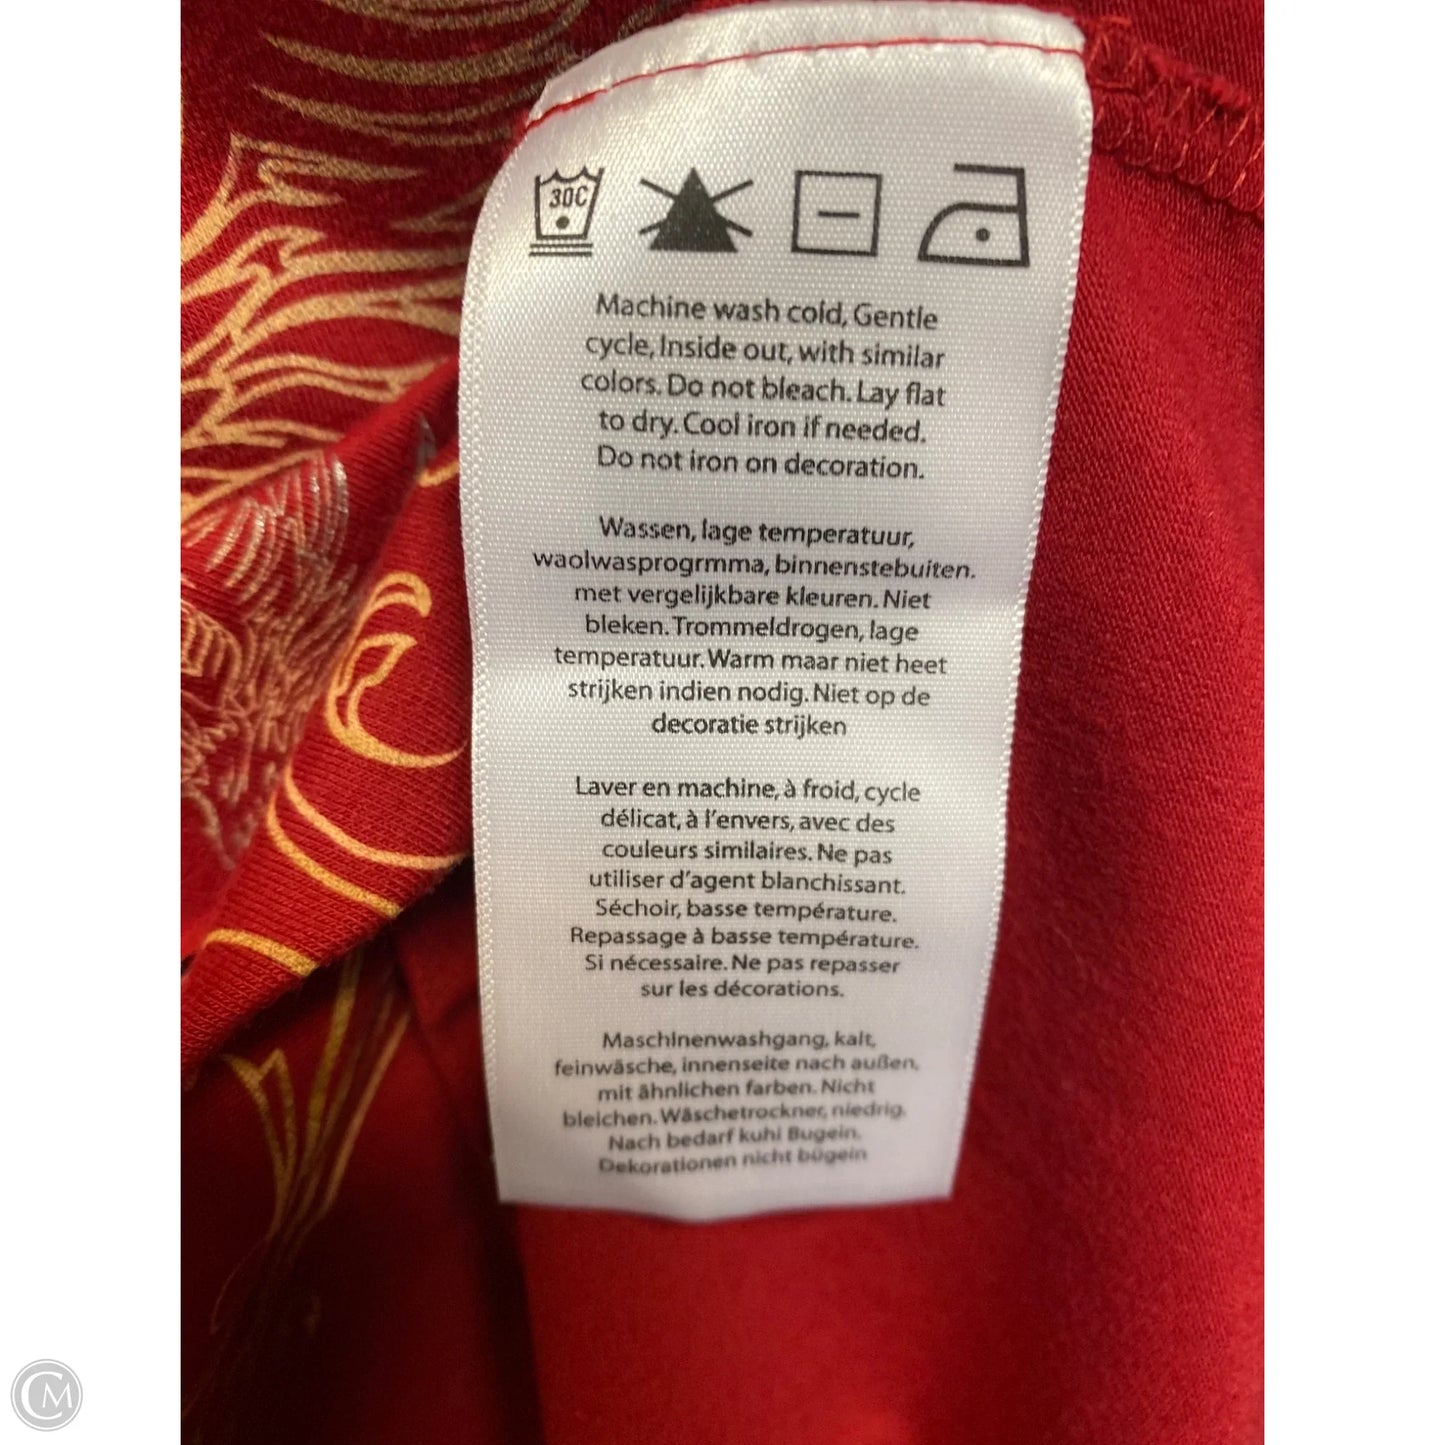 30C
Machine wash cold, Gentle
cycle, Inside out, with similar
colors. Do not bleach. Lay flat
to dry. Cool iron if needed.
Do not iron on decoration.
Wassen, lage temperatuur,
waolwasprogrmma, binnenstebuiten.
met vergelijkbare kleuren. Niet
bleken. Trommeldrogen, lage
temperatuur. Warm maar niet heet
strijken indien nodig. Niet op de
decoratie strijken
Laver en machine, à froid, cycle
délicat, à l'envers, avec des
couleurs similaires. Ne pas
utiliser d'agent blanchissant.
Séchoir, basse température.
Repassage à basse température.
Si nécessaire. Ne pas repasser
sur les décorations.
Maschlnenwashgang, kalt,
feinwäsche, innenseite nach außen,
mit ähnlichen farben. Nicht
bleichen. Wäschetrockner, niedrig.
Nach bedarf kuhl Bugein.
Dekorationen nicht bügein
CM